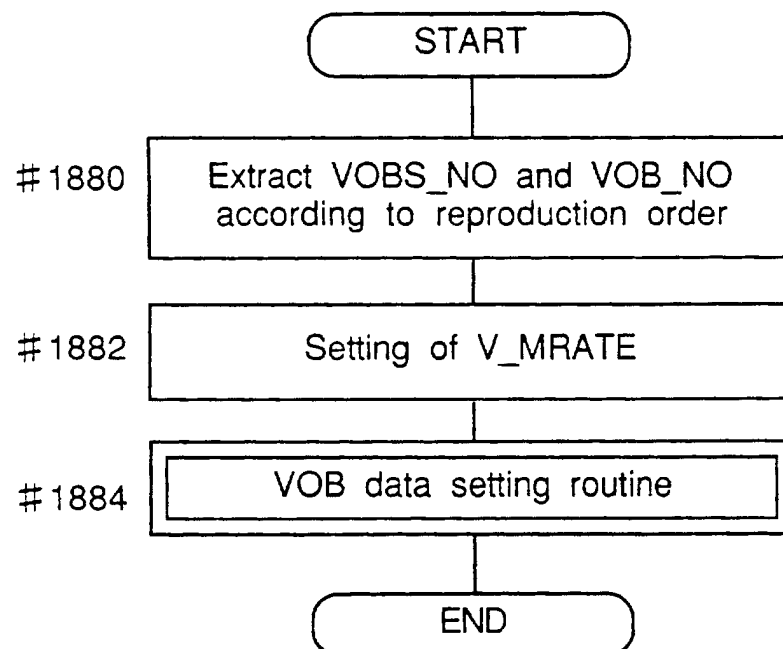 START
#1880
Extract VOBS_NO and VOB_NO
according to reproduction order
#1882
Setting of V_MRATE
#1884
VOB data setting routine
END